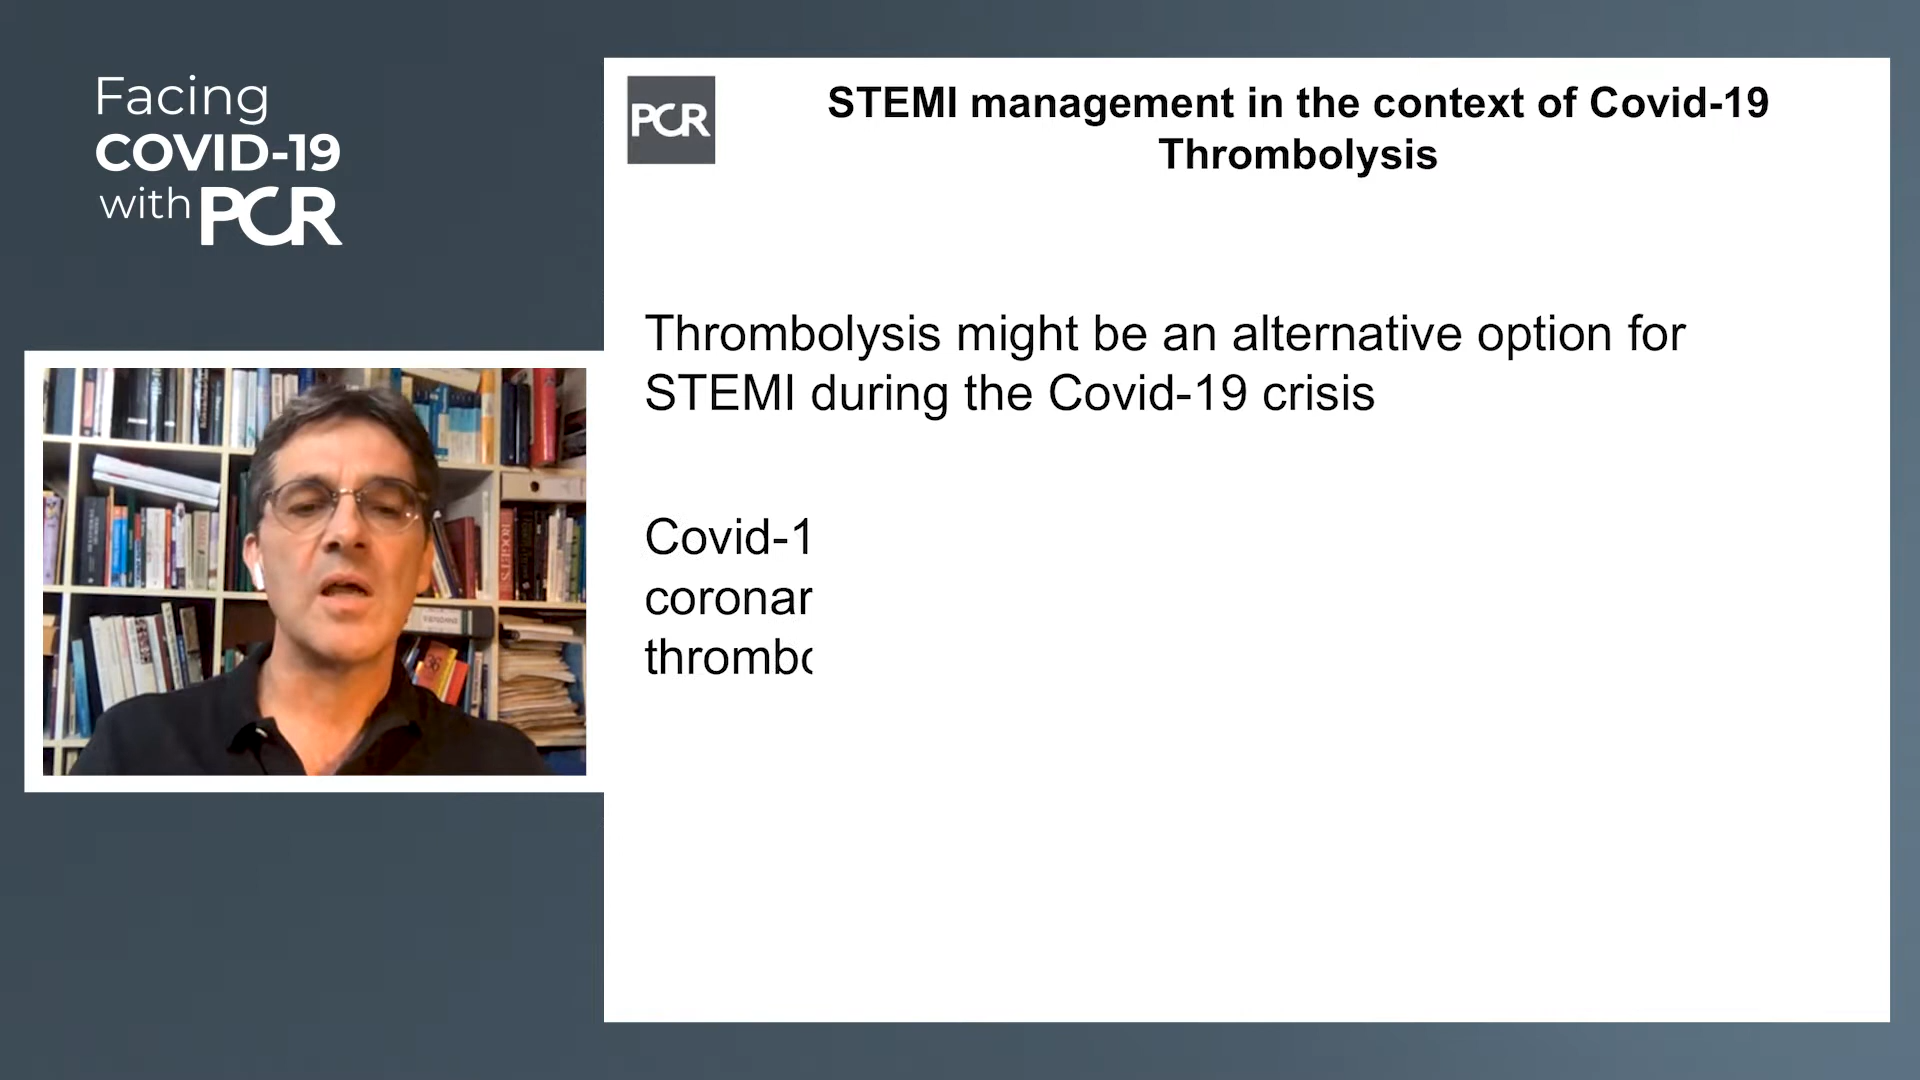 Facing
COVID-19
with PCR
PCR
STEMI management in the context of Covid-19
Thrombolysis
Thrombolysis might be an alternative option for
STEMI during the Covid-19 crisis
Covid-1
coronar
thrombo